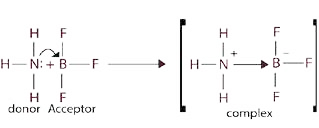 H F H F
H–N: + B–F → H–N⁺→B⁻–F
H F H F
donor Acceptor
complex